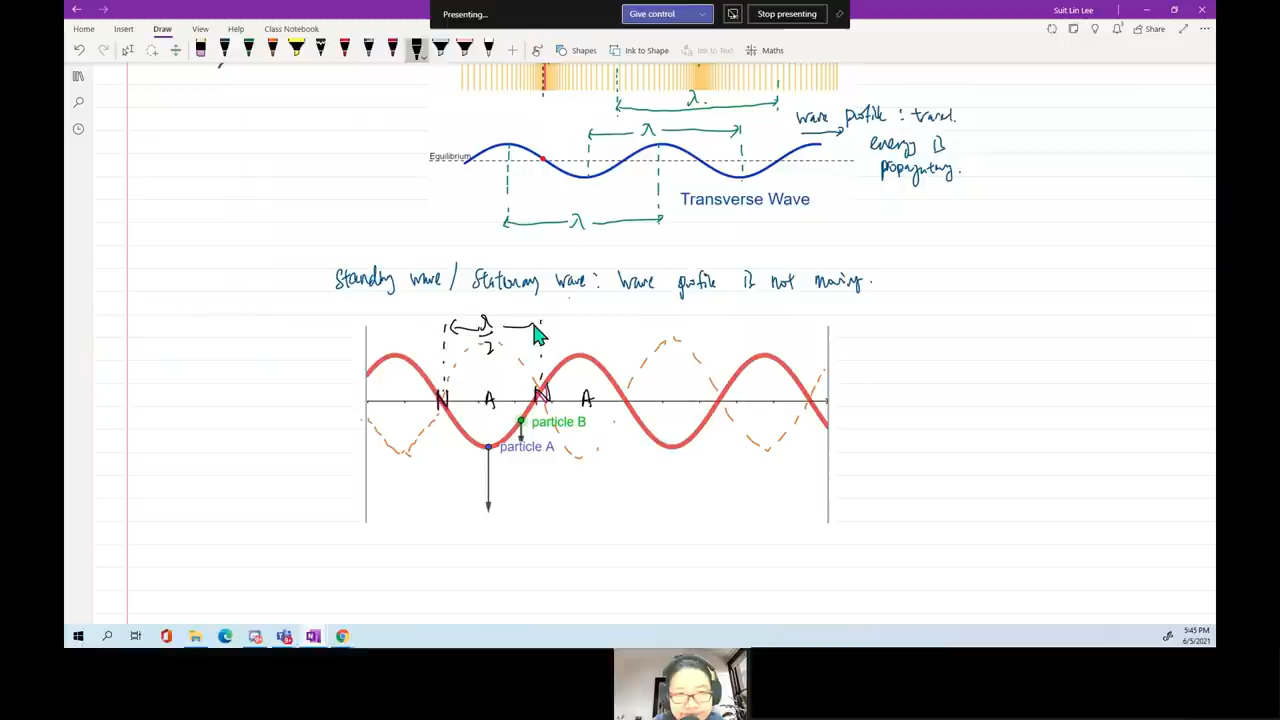 Presenting...
Give control
Stop presenting
Suit Lin Lee
Home Insert Draw View Help Class Notebook
Share
Shapes
Ink to Shape
Ink to Text
Maths
λ.
wave profile : travel.
λ
energy is
Equilibrium
propagating.
Transverse Wave
λ
Standing wave / Stationary wave : wave profile is not moving.
λ
2
N A N A
particle B
particle A
5:45 PM
6/5/2021